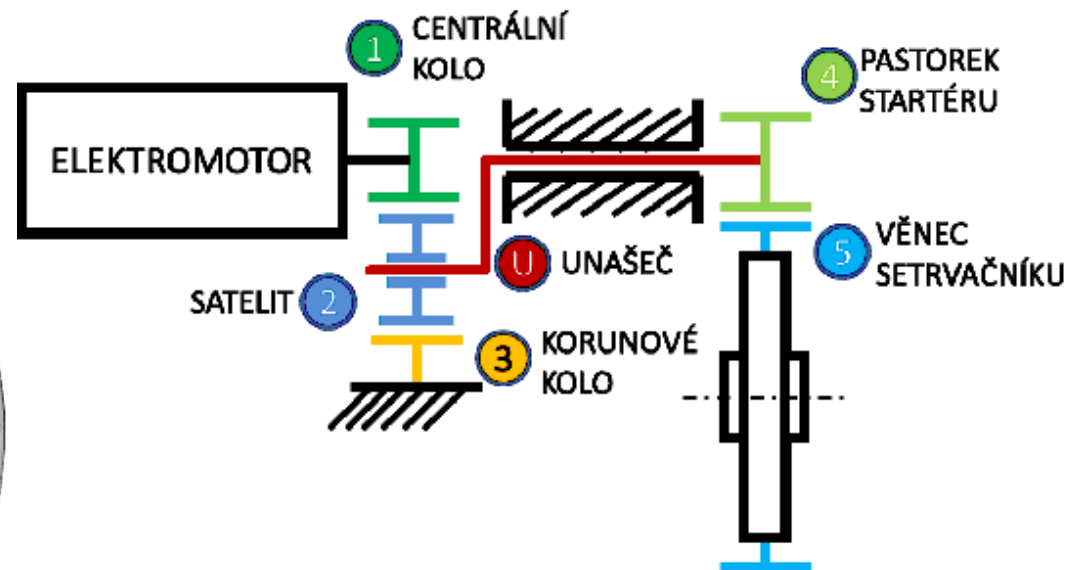 1 CENTRÁLNÍ
KOLO
4 PASTOREK
STARTÉRU
ELEKTROMOTOR
5 VĚNEC
SETRVAČNÍKU
U UNAŠEČ
SATELIT 2
3 KORUNOVÉ
KOLO